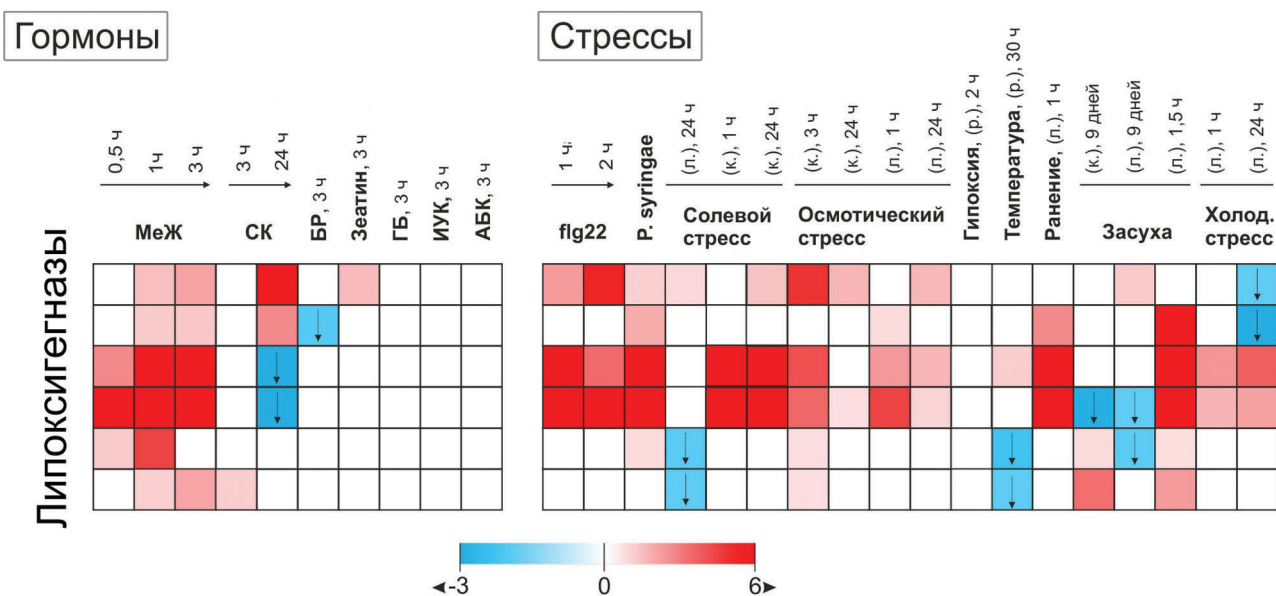 Гормоны
Стрессы
0,5 ч
1ч
3 ч
3 ч
24 ч
БР, 3 ч
Зеатин, 3 ч
ГБ, 3 ч
ИУК, 3 ч
АБК, 3 ч
МеЖ
СК
1 ч
2 ч
P. syringae
(л.), 24 ч
(к.), 1 ч
(к.), 24 ч
(к.), 3 ч
(к.), 24 ч
(л.), 1 ч
(л.), 24 ч
Гипоксия, (р.), 2 ч
Температура, (р.), 30 ч
Ранение, (л.), 1 ч
(к.), 9 дней
(л.), 9 дней
(л.), 1,5 ч
(л.), 1 ч
(л.), 24 ч
flg22
Солевой
стресс
Осмотический
стресс
Засуха
Холод.
стресс
Липоксигегназы
-3
0
6